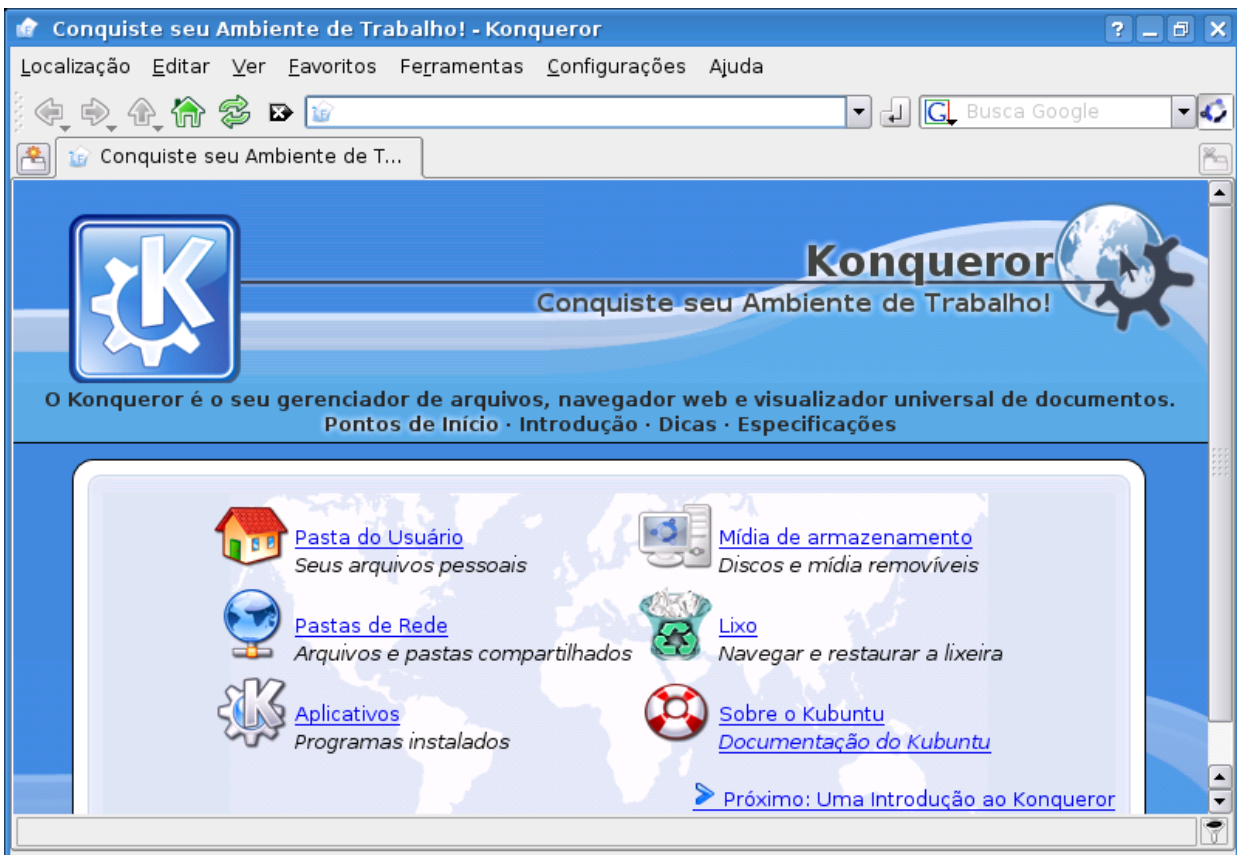 Conquiste seu Ambiente de Trabalho! - Konqueror
Localização Editar Ver Favoritos Ferramentas Configurações Ajuda
Busca Google
Conquiste seu Ambiente de T...
Konqueror
Conquiste seu Ambiente de Trabalho!
O Konqueror é o seu gerenciador de arquivos, navegador web e visualizador universal de documentos.
Pontos de Início · Introdução · Dicas · Especificações
Pasta do Usuário
Seus arquivos pessoais
Mídia de armazenamento
Discos e mídia removíveis
Pastas de Rede
Arquivos e pastas compartilhados
Lixo
Navegar e restaurar a lixeira
Aplicativos
Programas instalados
Sobre o Kubuntu
Documentação do Kubuntu
Próximo: Uma Introdução ao Konqueror